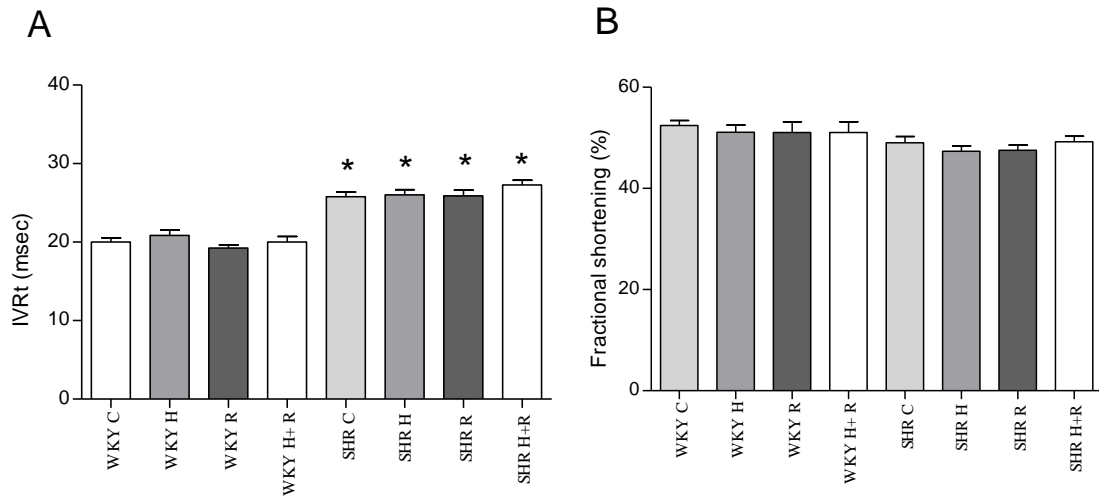 A
IVRt (msec)
40
30
20
10
0
* * * *
WKY C
WKY H
WKY R
WKY H+ R
SHR C
SHR H
SHR R
SHR H+R
B
Fractional shortening (%)
60
40
20
0
WKY C
WKY H
WKY R
WKY H+ R
SHR C
SHR H
SHR R
SHR H+R